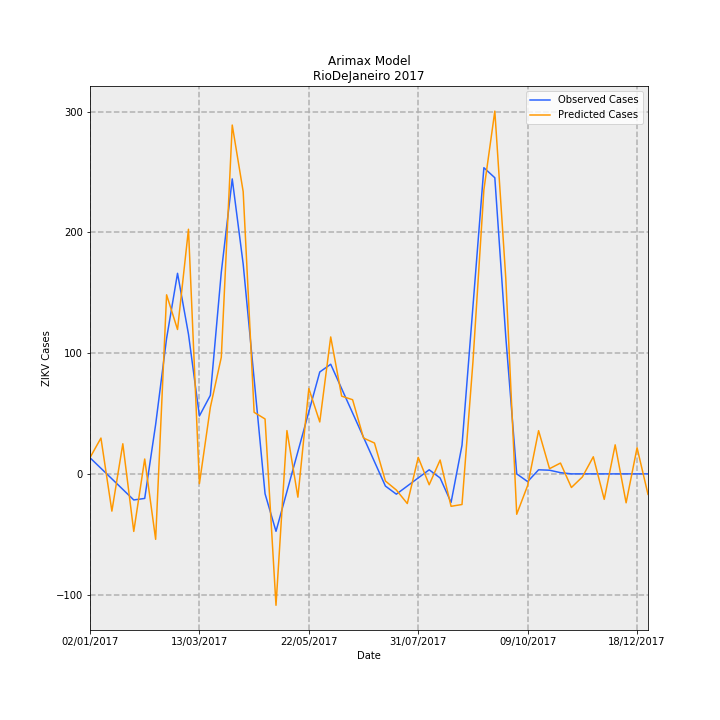 Arimax Model
RioDeJaneiro 2017
Observed Cases
Predicted Cases
300
200
100
0
−100
ZIKV Cases
02/01/2017
13/03/2017
22/05/2017
31/07/2017
09/10/2017
18/12/2017
Date